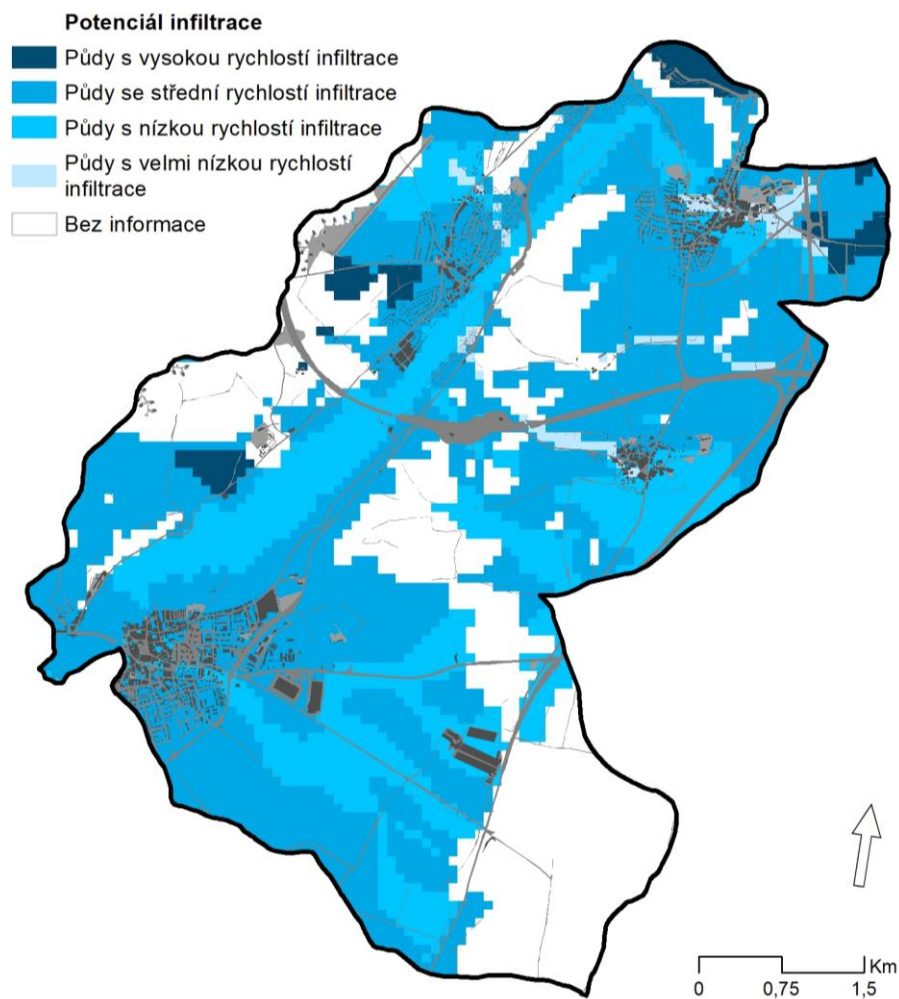 Potenciál infiltrace
Půdy s vysokou rychlostí infiltrace
Půdy se střední rychlostí infiltrace
Půdy s nízkou rychlostí infiltrace
Půdy s velmi nízkou rychlostí
infiltrace
Bez informace
Km
0 0,75 1,5